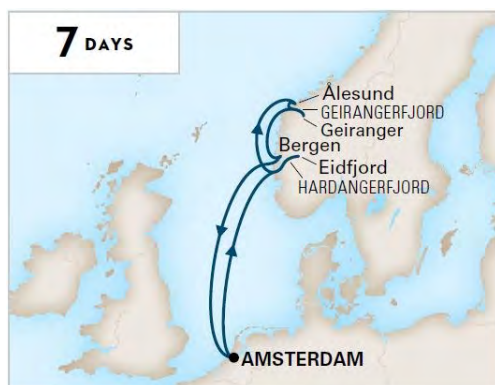 7 DAYS
Ålesund
GEIRANGERFJORD
Geiranger
Bergen
Eidfjord
HARDANGERFJORD
AMSTERDAM